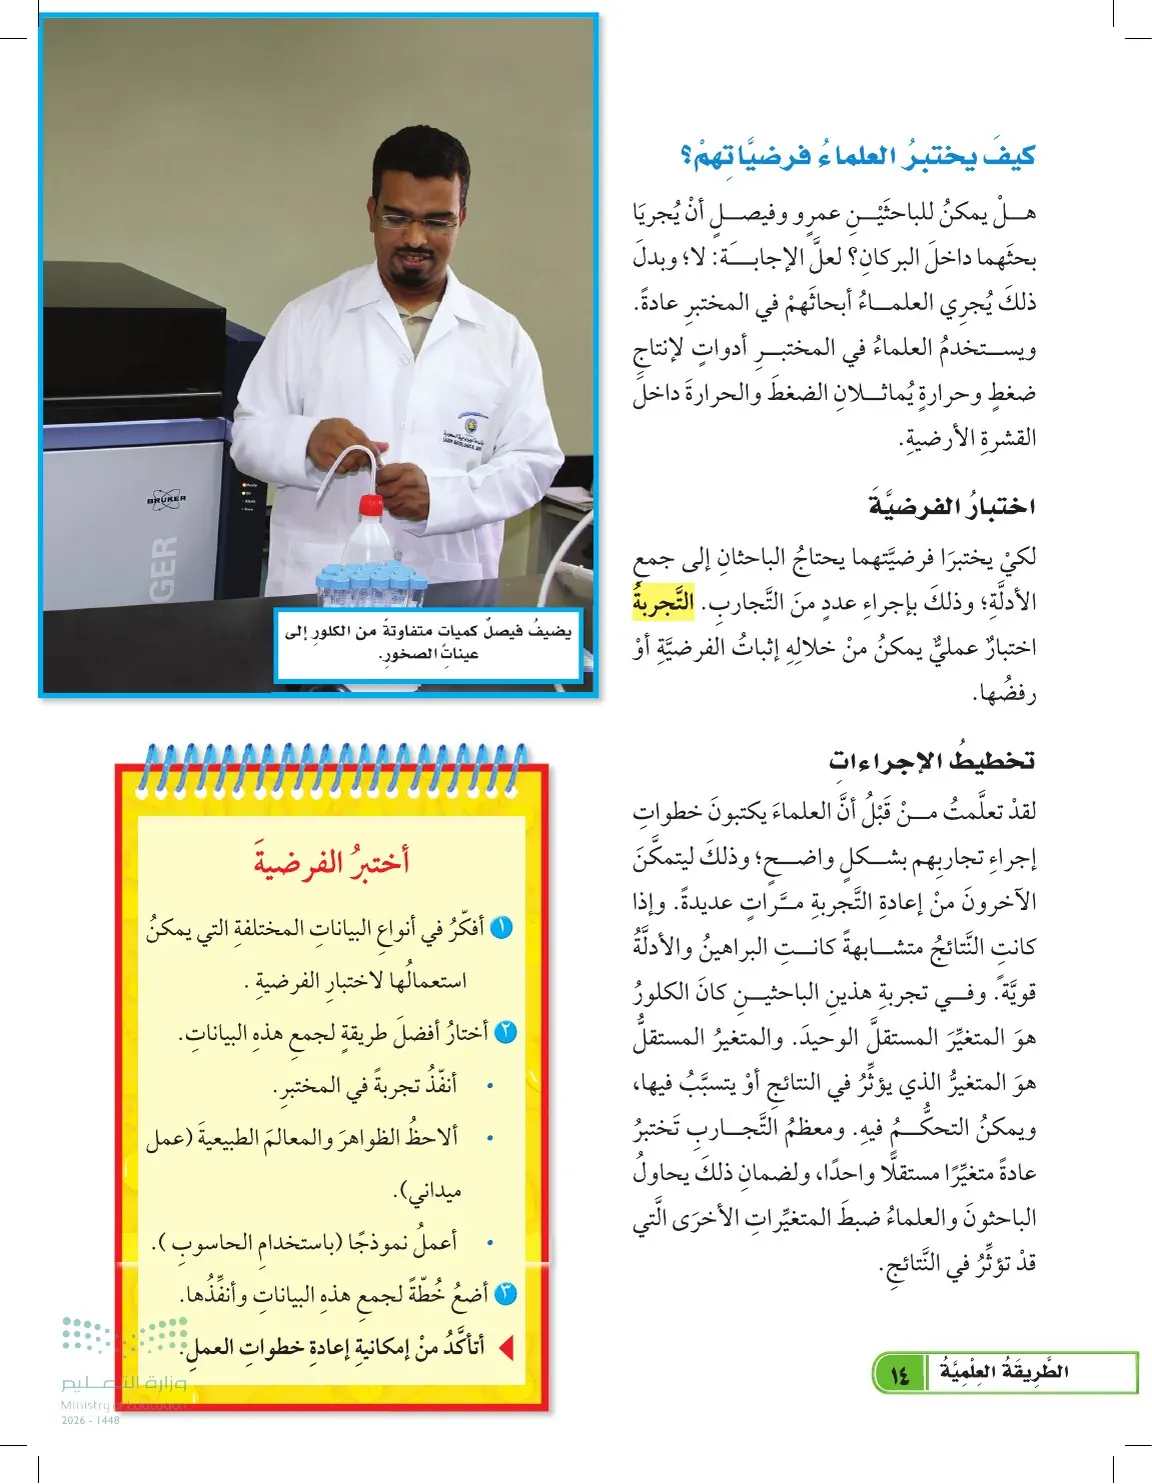 كيفَ يختبرُ العلماءُ فرضيَّاتِهمْ؟
هلْ يمكنُ للباحثَيْنِ عمرٍو وفيصلٍ أنْ يُجريَا
بحثَهما داخلَ البركانِ؟ لعلَّ الإجابةَ: لا؛ وبدلَ
ذلكَ يُجرِي العلماءُ أبحاثَهمْ في المختبرِ عادةً.
ويستخدمُ العلماءُ في المختبرِ أدواتٍ لإنتاجِ
ضغطٍ وحرارةٍ يُماثلانِ الضغطَ والحرارةَ داخلَ
القشرةِ الأرضيةِ.
اختبارُ الفرضيَّةَ
لكيْ يختبرَا فرضيَّتهما يحتاجُ الباحثانِ إلى جمعِ
الأدلَّةِ؛ وذلكَ بإجراءِ عددٍ منَ التَّجاربِ. التَّجربةُ
اختبارٌ عمليٌّ يمكنُ منْ خلالِهِ إثباتُ الفرضيَّةِ أوْ
رفضُها.
تخطيطُ الإجراءاتِ
لقدْ تعلَّمتُ منْ قَبْلُ أنَّ العلماءَ يكتبونَ خطواتِ
إجراءِ تجاربِهم بشكلٍ واضحٍ؛ وذلكَ ليتمكَّنَ
الآخرونَ منْ إعادةِ التَّجربةِ مرَّاتٍ عديدةً. وإذا
كانتِ النَّتائجُ متشابهةً كانتِ البراهينُ والأدلَّةُ
قويَّةً. وفي تجربةِ هذينِ الباحثينِ كانَ الكلورُ
هوَ المتغيِّرَ المستقلَّ الوحيدَ. والمتغيرُ المستقلُّ
هوَ المتغيرُّ الذي يؤثِّرُ في النتائجِ أوْ يتسبَّبُ فيها،
ويمكنُ التحكُّمُ فيهِ. ومعظمُ التَّجاربِ تَختبرُ
عادةً متغيِّرًا مستقلًّا واحدًا، ولضمانِ ذلكَ يحاولُ
الباحثونَ والعلماءُ ضبطَ المتغيِّراتِ الأخرَى الَّتي
قدْ تؤثِّرُ في النَّتائجِ.
BRUKER
يضيفُ فيصلٌ كمياتٍ متفاوتةً من الكلورِ إلى
عيناتِ الصخورِ.
أختبرُ الفرضيةَ
١ أفكّرُ في أنواعِ البياناتِ المختلفةِ التي يمكنُ
استعمالُها لاختبارِ الفرضيةِ .
٢ أختارُ أفضلَ طريقةٍ لجمعِ هذهِ البياناتِ.
• أنفّذُ تجربةً في المختبرِ.
• ألاحظُ الظواهرَ والمعالمَ الطبيعيةَ (عمل
ميداني).
• أعملُ نموذجًا (باستخدامِ الحاسوبِ ).
٣ أضعُ خُطّةً لجمعِ هذهِ البياناتِ وأنفِّذُها.
أتأكَّدُ منْ إمكانيةِ إعادةِ خطواتِ العملِ.
وزارة التعليم
Ministry of Education
2026 - 1448
الطَّرِيقَةُ العِلْمِيَّةُ ١٤